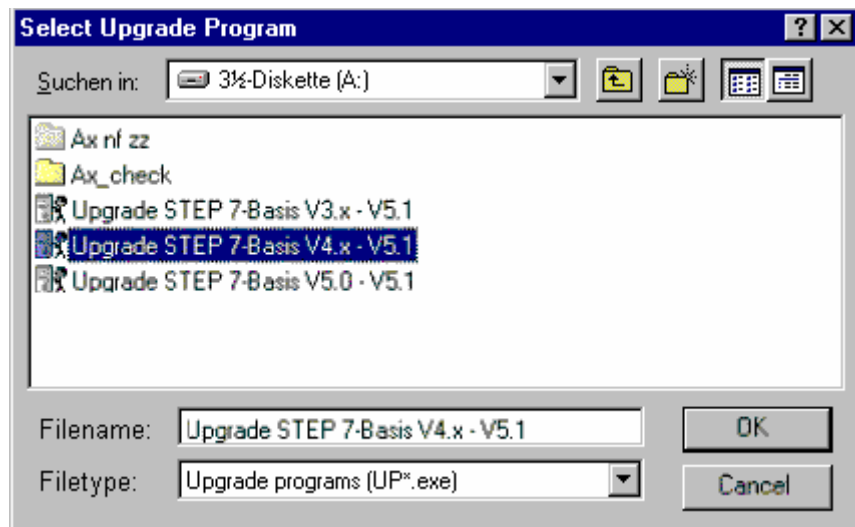 Select Upgrade Program
Suchen in: 3½-Diskette (A:)
Ax nf zz
Ax_check
Upgrade STEP 7-Basis V3.x - V5.1
Upgrade STEP 7-Basis V4.x - V5.1
Upgrade STEP 7-Basis V5.0 - V5.1
Filename: Upgrade STEP 7-Basis V4.x - V5.1 OK
Filetype: Upgrade programs (UP*.exe) Cancel